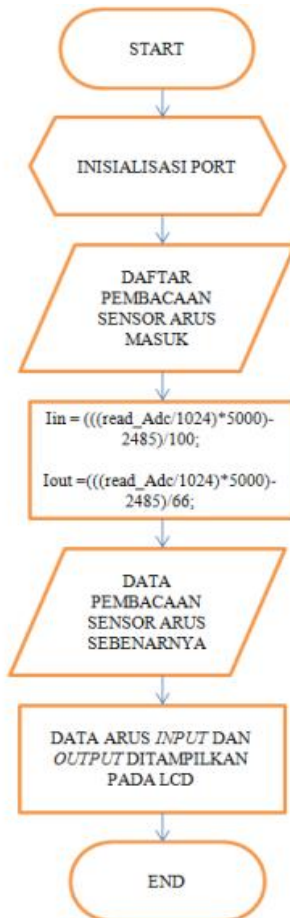 START
INISIALISASI PORT
DAFTAR
PEMBACAAN
SENSOR ARUS
MASUK
Iin = (((read_Adc/1024)*5000)-
2485)/100;
Iout =(((read_Adc/1024)*5000)-
2485)/66;
DATA
PEMBACAAN
SENSOR ARUS
SEBENARNYA
DATA ARUS INPUT DAN
OUTPUT DITAMPILKAN
PADA LCD
END